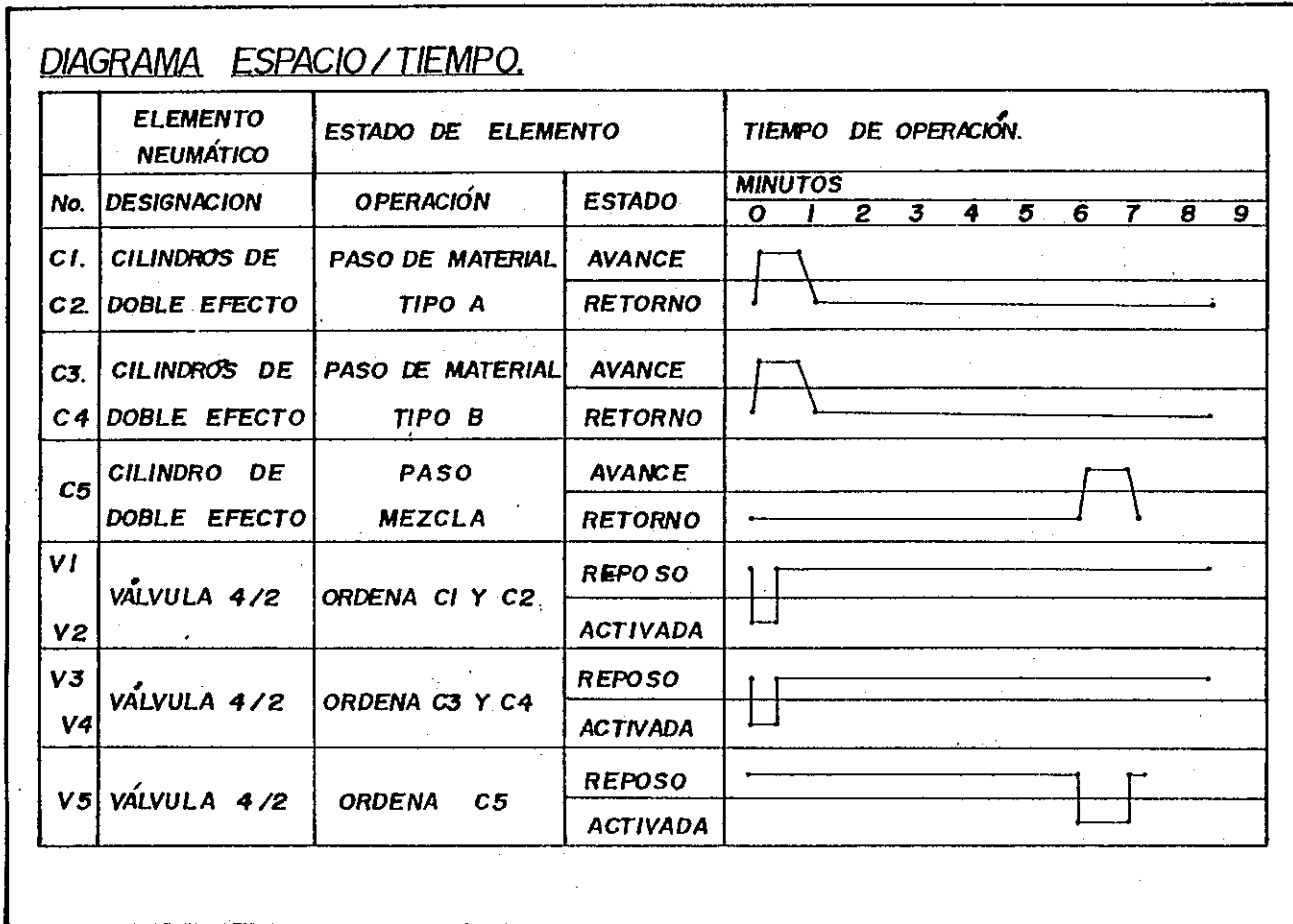 DIAGRAMA ESPACIO/TIEMPO.
ELEMENTO NEUMÁTICO
ESTADO DE ELEMENTO
TIEMPO DE OPERACIÓN.
No. DESIGNACION OPERACIÓN ESTADO
MINUTOS
0 1 2 3 4 5 6 7 8 9
C1. CILINDROS DE PASO DE MATERIAL AVANCE
C2. DOBLE EFECTO TIPO A RETORNO
C3. CILINDROS DE PASO DE MATERIAL AVANCE
C4 DOBLE EFECTO TIPO B RETORNO
C5 CILINDRO DE PASO AVANCE
DOBLE EFECTO MEZCLA RETORNO
V1 REPOSO
VÁLVULA 4/2 ORDENA C1 Y C2.
V2 ACTIVADA
V3 REPOSO
VÁLVULA 4/2 ORDENA C3 Y C4
V4 ACTIVADA
REPOSO
V5 VÁLVULA 4/2 ORDENA C5
ACTIVADA